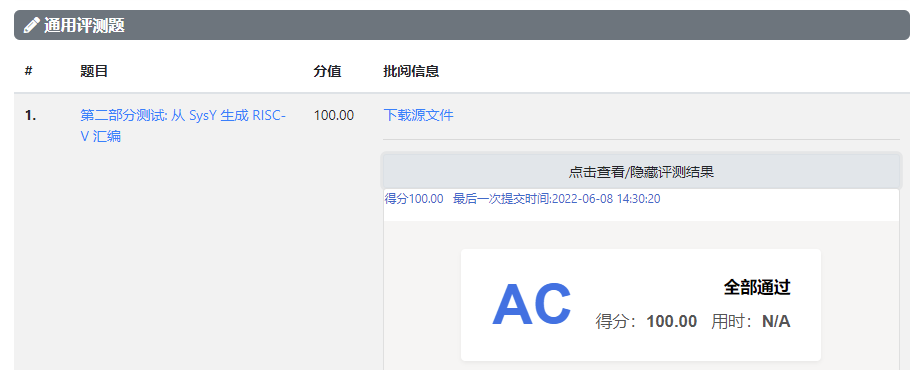 通用评测题
# 题目 分值 批阅信息
1. 第二部分测试: 从 SysY 生成 RISC- 100.00 下载源文件
V 汇编
点击查看/隐藏评测结果
得分100.00 最后一次提交时间:2022-06-08 14:30:20
AC
全部通过
得分：100.00 用时：N/A